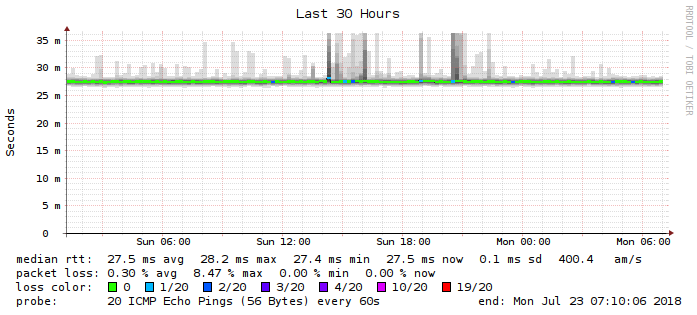 Last 30 Hours
RRDTOOL / TOBI OETIKER
Seconds
35 m
30 m
25 m
20 m
15 m
10 m
5 m
0
Sun 06:00 Sun 12:00 Sun 18:00 Mon 00:00 Mon 06:00
median rtt: 27.5 ms avg 28.2 ms max 27.4 ms min 27.5 ms now 0.1 ms sd 400.4 am/s
packet loss: 0.30 % avg 8.47 % max 0.00 % min 0.00 % now
loss color: 0 1/20 2/20 3/20 4/20 10/20 19/20
probe: 20 ICMP Echo Pings (56 Bytes) every 60s end: Mon Jul 23 07:10:06 2018